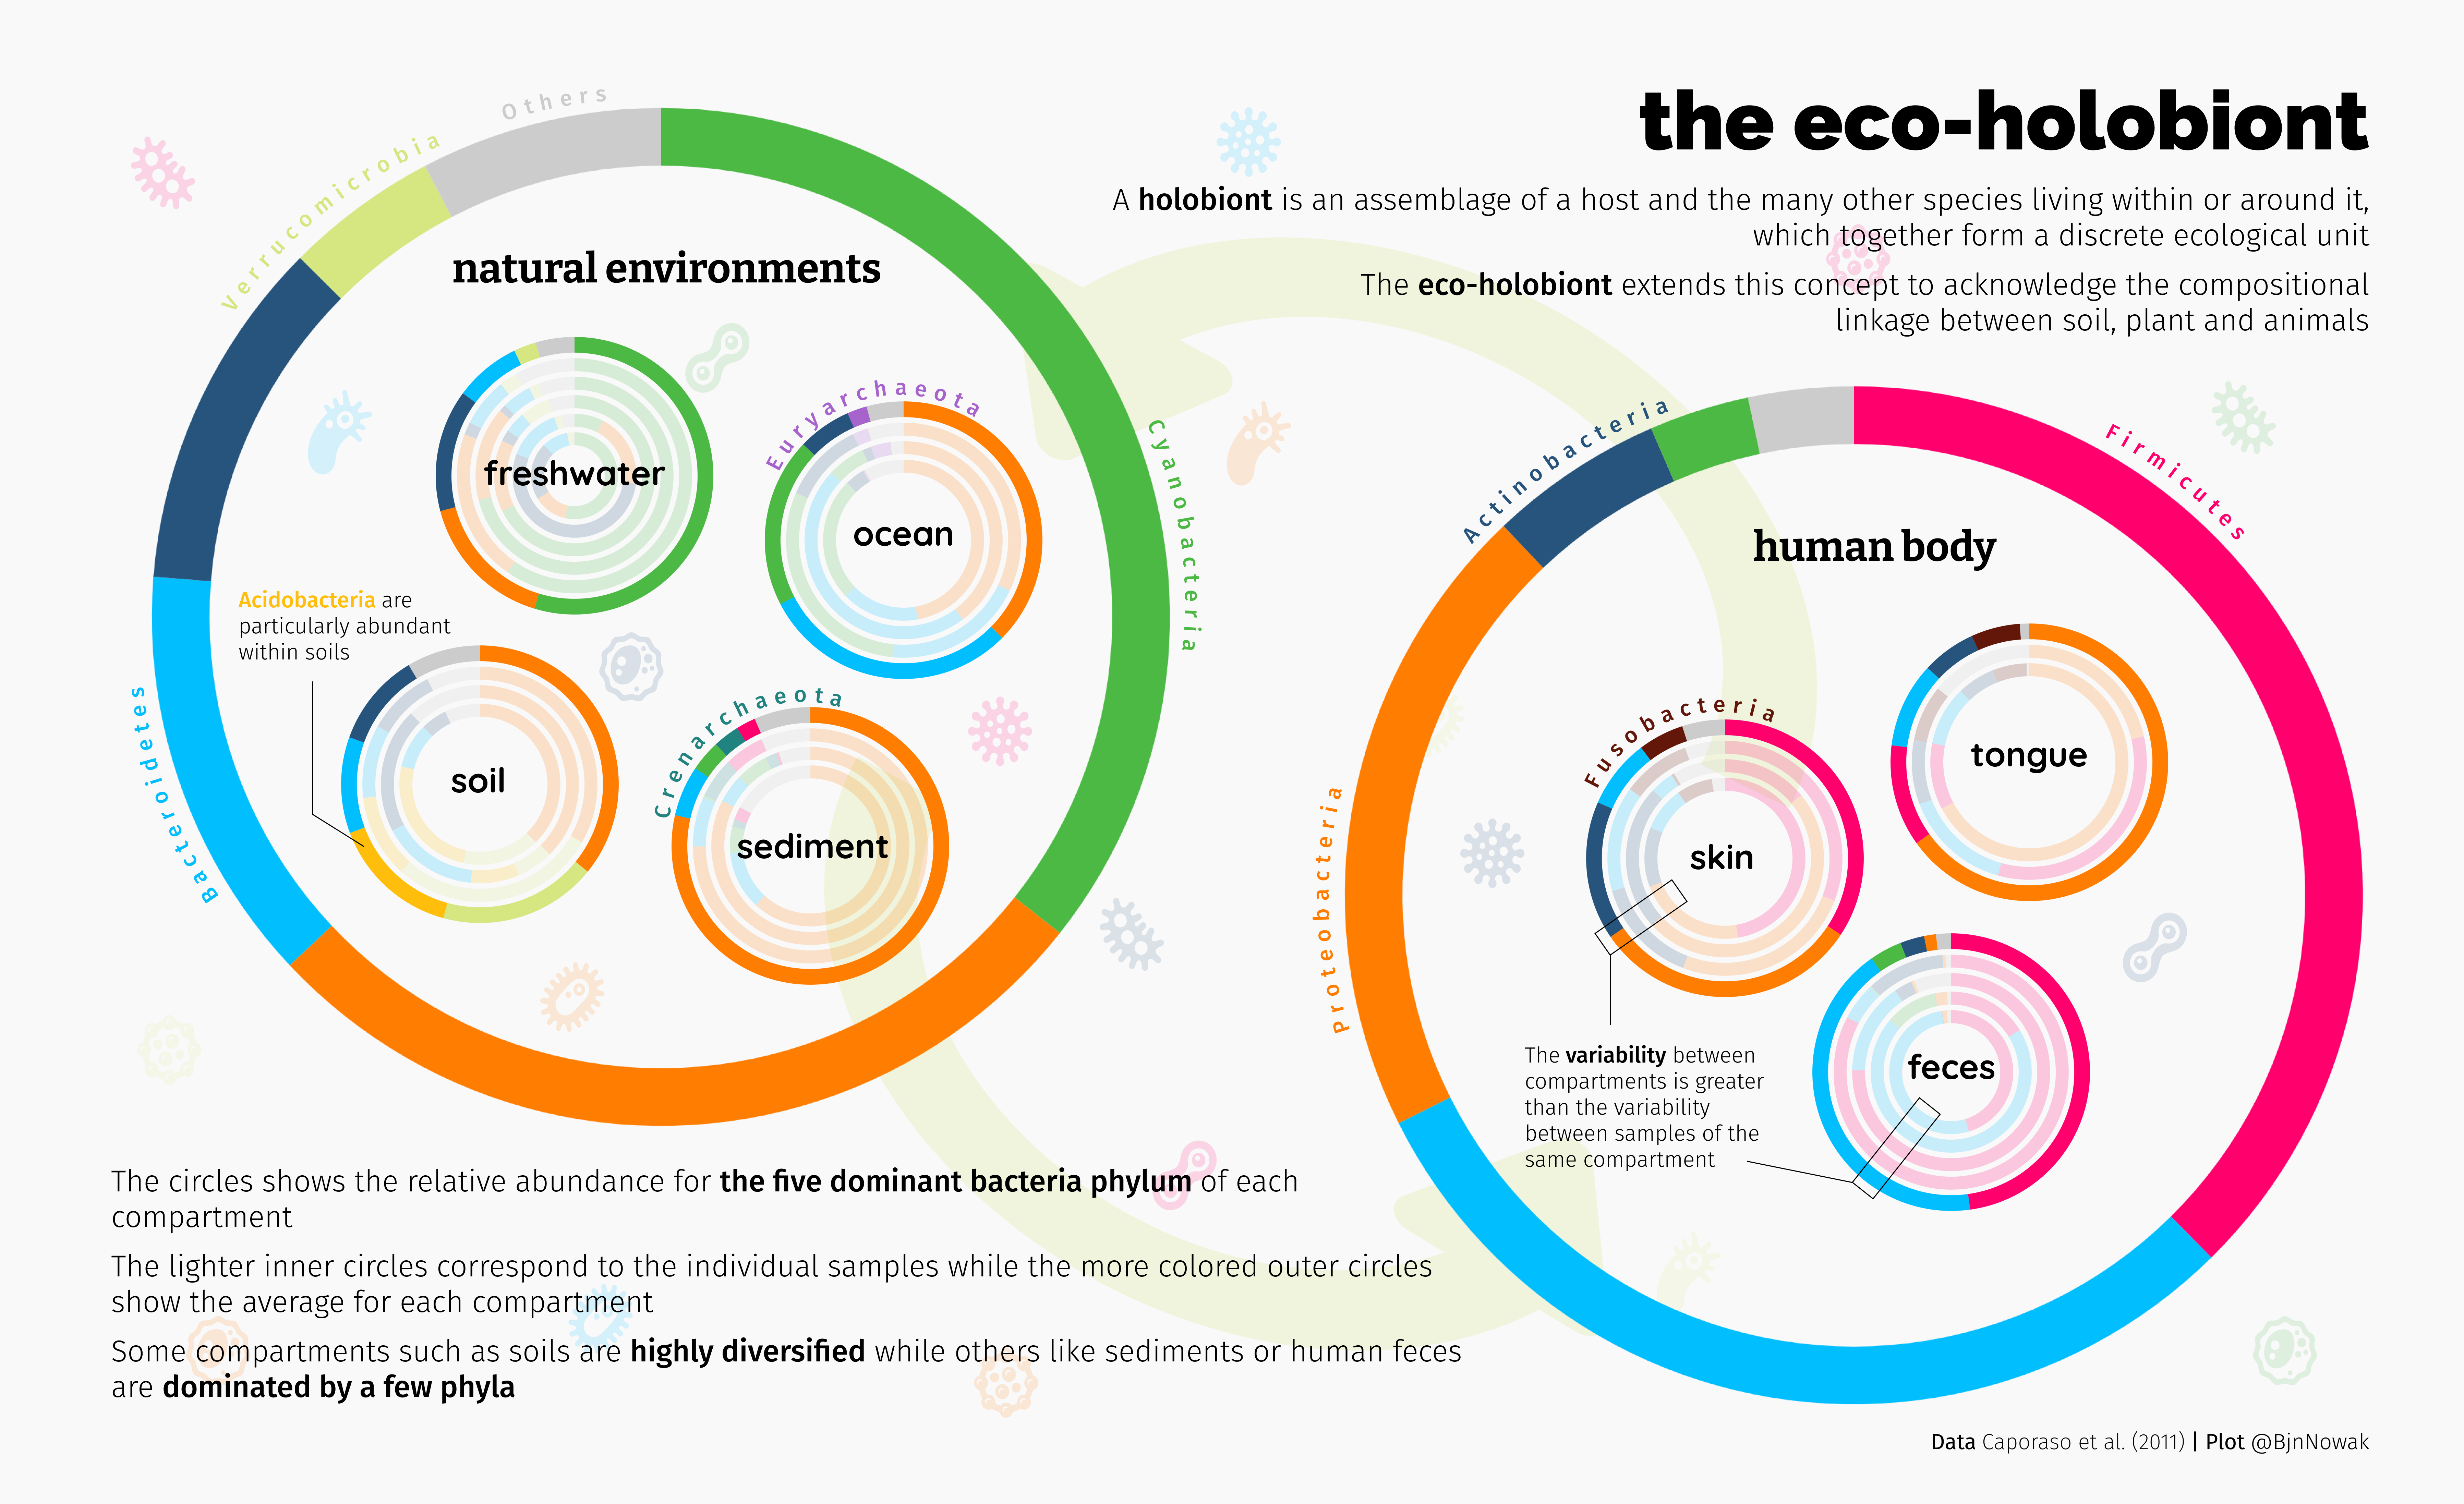 the eco-holobiont
A holobiont is an assemblage of a host and the many other species living within or around it,
which together form a discrete ecological unit
The eco-holobiont extends this concept to acknowledge the compositional
linkage between soil, plant and animals
Others
Verrucomicrobia
natural environments
freshwater
Euryarchaeota
ocean
Cyanobacteria
Acidobacteria are
particularly abundant
within soils
soil
Crenarchaeota
sediment
Bacteroidetes
Actinobacteria
Firmicutes
human body
tongue
Fusobacteria
skin
Proteobacteria
feces
The variability between
compartments is greater
than the variability
between samples of the
same compartment
The circles shows the relative abundance for the five dominant bacteria phylum of each
compartment
The lighter inner circles correspond to the individual samples while the more colored outer circles
show the average for each compartment
Some compartments such as soils are highly diversified while others like sediments or human feces
are dominated by a few phyla
Data Caporaso et al. (2011) | Plot @BjnNowak